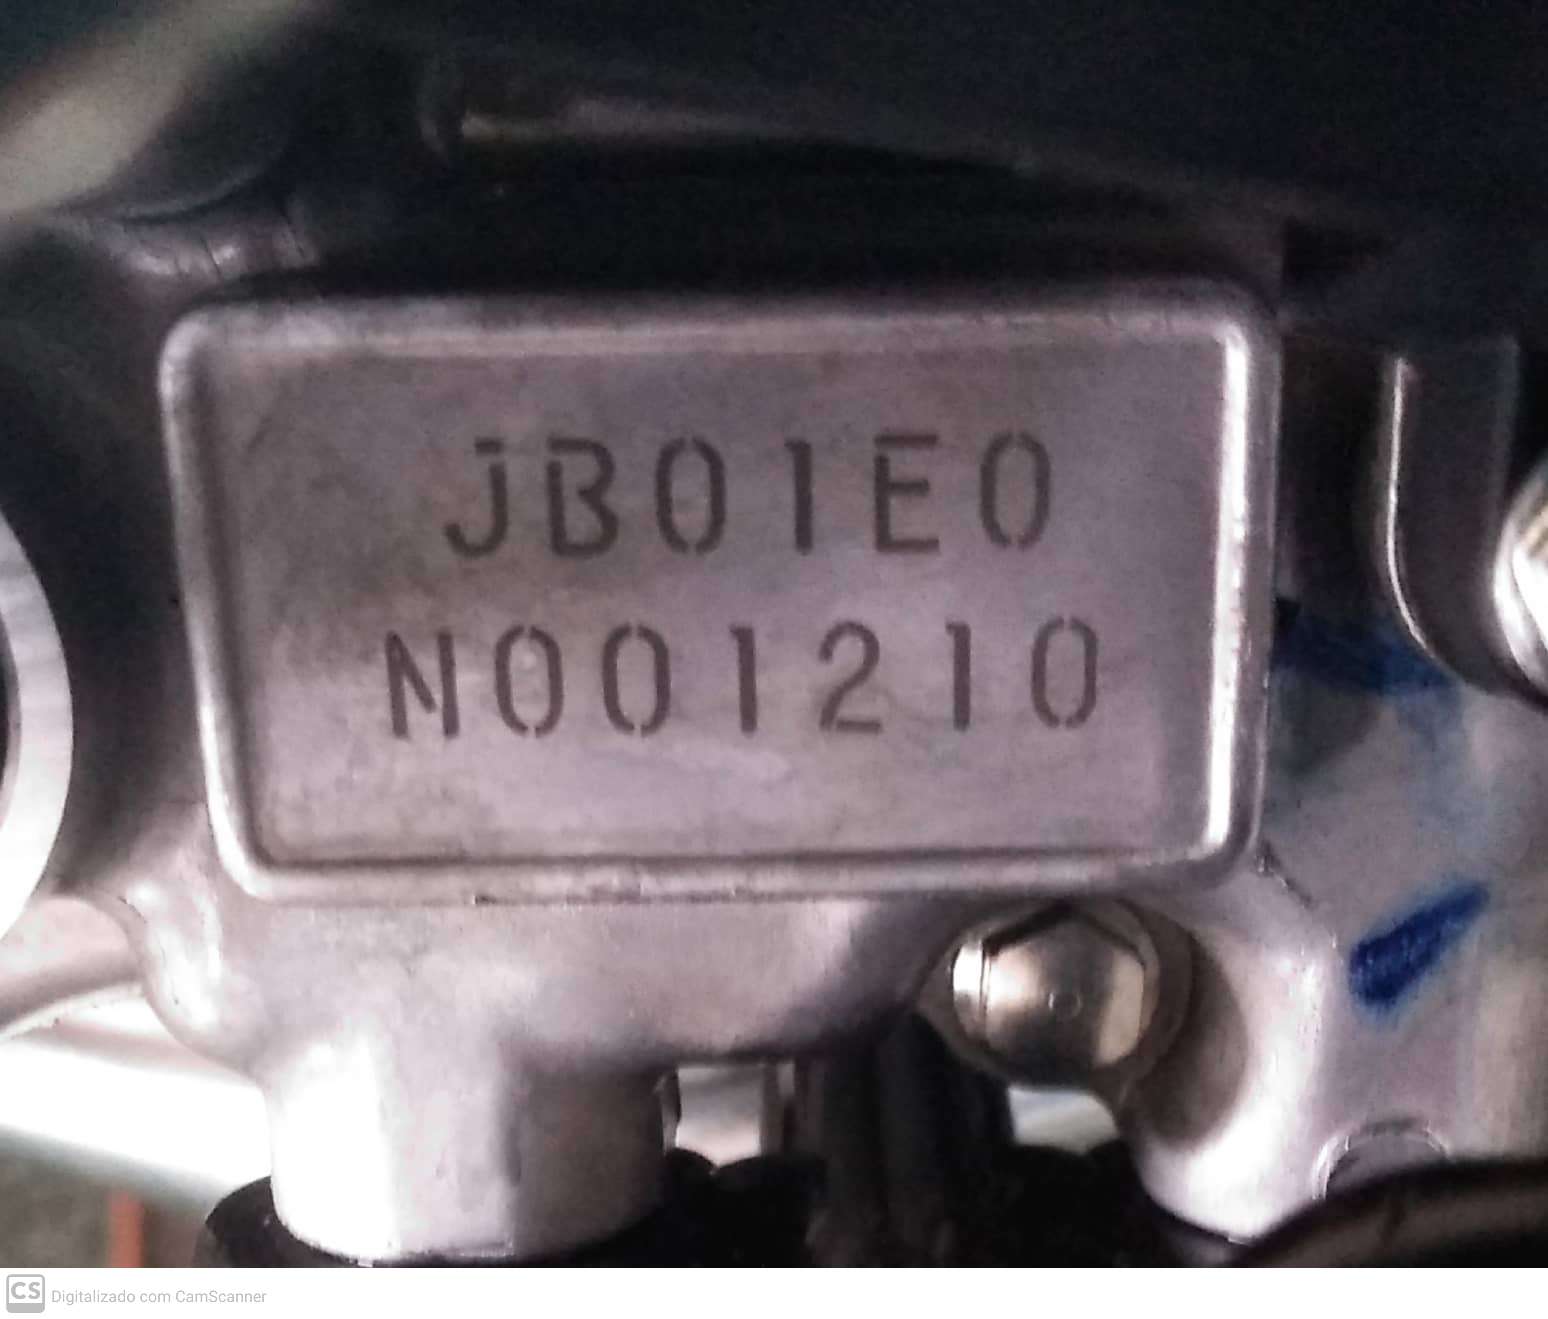 JB01E0
N001210
CS Digitalizado com CamScanner